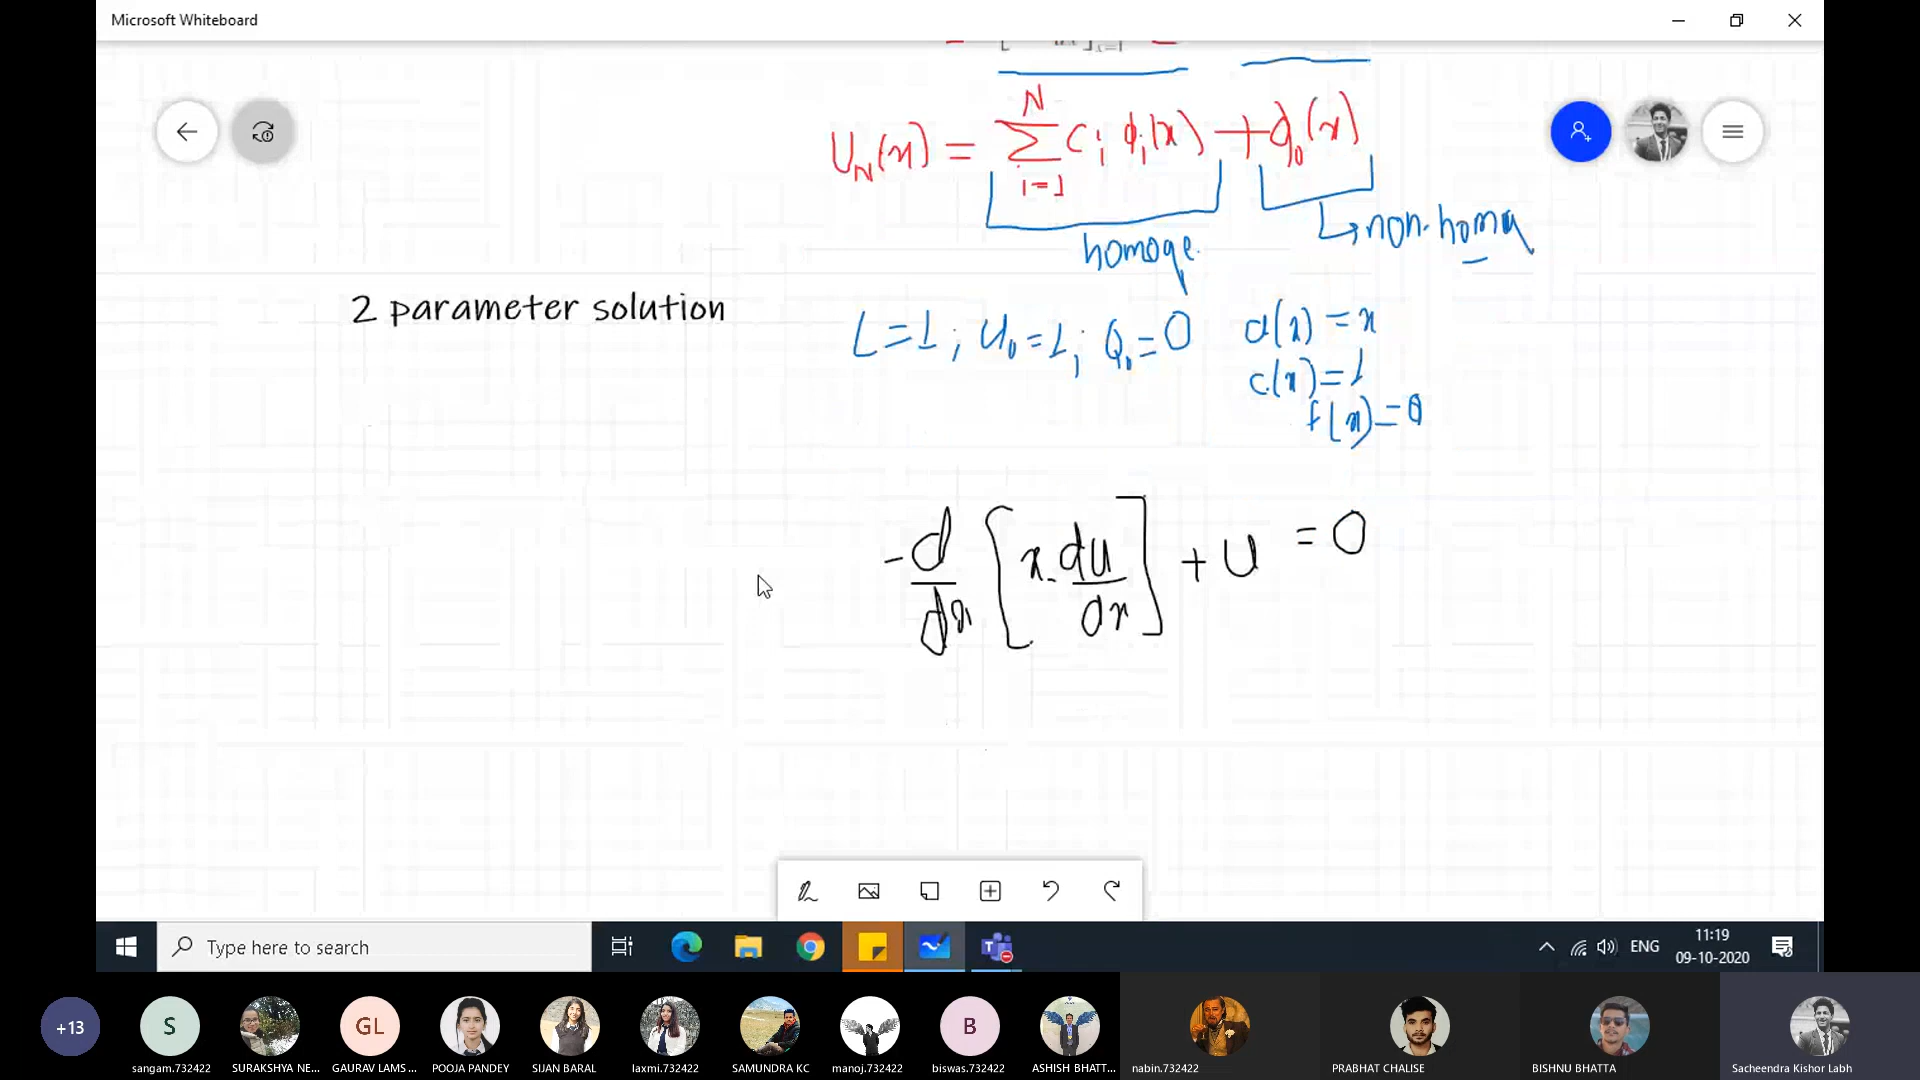 Microsoft Whiteboard
U_N(x) = Σ_{i=1}^{N} C_i ϕ_i(x) + ϕ_0(x)
homoge.
non-homo
2 parameter solution
L=1; U_0=1; Q_0=0
a(x)=x
c(x)=1
f(x)=0
-d/dx [x.du/dx] + u = 0
Type here to search
ENG
11:19
09-10-2020
+13
S
GL
B
sangam.732422
SURAKSHYA NE...
GAURAV LAMS...
POOJA PANDEY
SIJAN BARAL
laxmi.732422
SAMUNDRA KC
manoj.732422
biswas.732422
ASHISH BHATT...
nabin.732422
PRABHAT CHALISE
BISHNU BHATTA
Sacheendra Kishor Labh